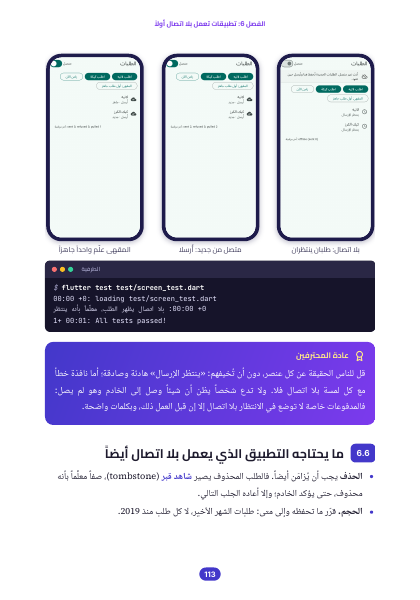 الفصل 6: تطبيقات تعمل بلا اتصال أولاً
الطلبات
الطلبات
الطلبات
بلا اتصال: طلبان ينتظران
متصل من جديد: أُرسلا
المقهى علّم واحداً جاهزاً
الطرفية
$ flutter test test/screen_test.dart
00:00 +0: loading test/screen_test.dart
00:00 +0: بلا اتصال يظهر الطلب، معلَّماً بأنه ينتظر
00:01 +1: All tests passed!
عادة المحترفين
قل للناس الحقيقة عن كل عنصر، دون أن تُخيفهم: «ينتظر الإرسال» هادئة وصادقة؛ أما نافذة خطأ
مع كل لمسة بلا اتصال فلا. ولا تدع شخصاً يظن أن شيئاً وصل إلى الخادم وهو لم يصل:
فالمدفوعات خاصة لا توضع في الانتظار بلا اتصال إلا إن قيل العمل ذلك، وبكلمات واضحة.
6.6 ما يحتاجه التطبيق الذي يعمل بلا اتصال أيضاً
• الحذف يجب أن يُزامَن أيضاً. فالطلب المحذوف يصير شاهد قبر (tombstone)، صفاً معلَّماً بأنه
محذوف، حتى يؤكد الخادم؛ وإلا أعاده الجلب التالي.
• الحجم. قرّر ما تحفظه وإلى متى: طلبات الشهر الأخير، لا كل طلب منذ 2019.
113